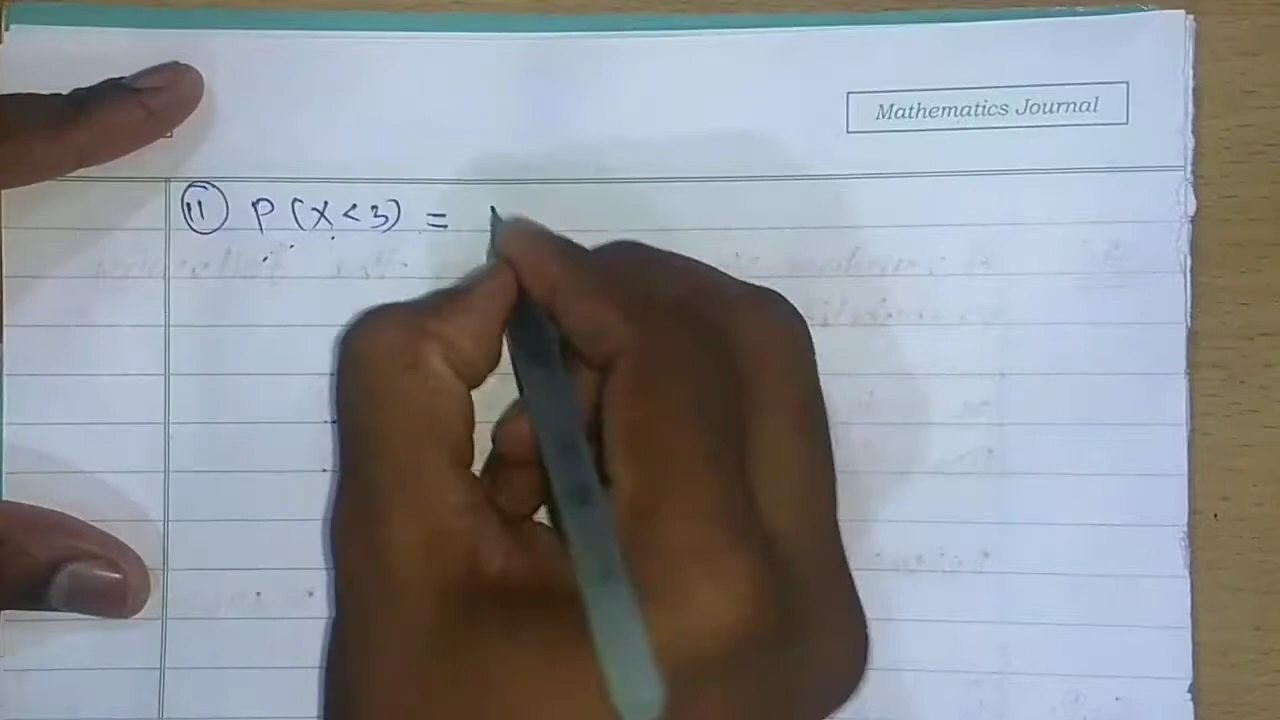 Mathematics Journal
(ii) P(X<3) =